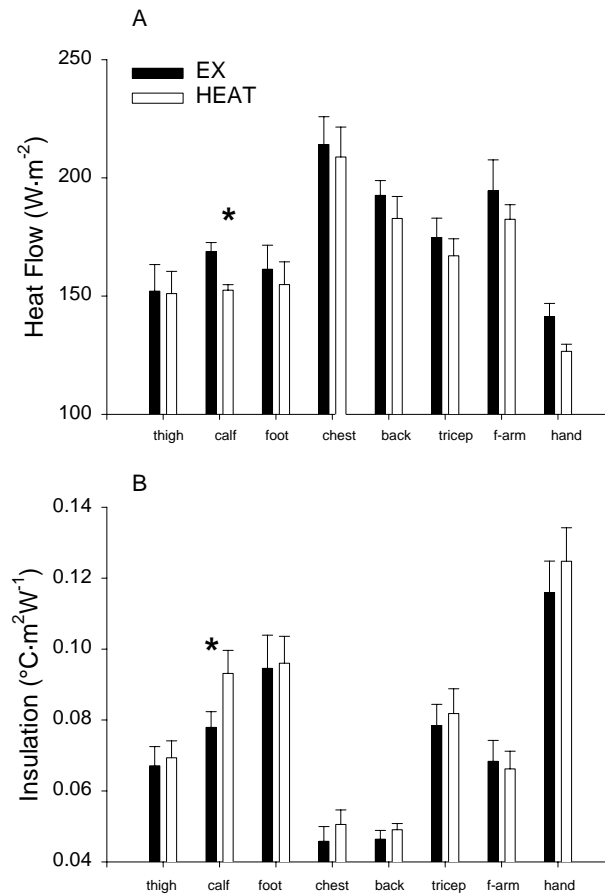 A
250
200
150
100
Heat Flow (W·m⁻²)
EX
HEAT
*
thigh calf foot chest back tricep f-arm hand
B
0.14
0.12
0.10
0.08
0.06
0.04
Insulation (°C·m²W⁻¹)
*
thigh calf foot chest back tricep f-arm hand